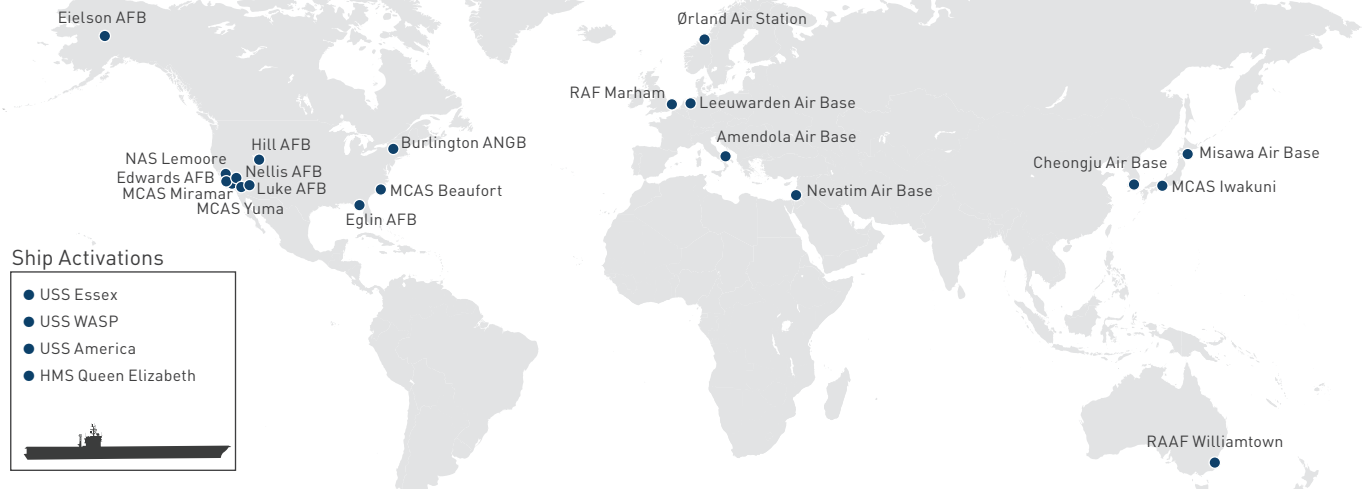 Eielson AFB
Ørland Air Station
RAF Marham
Leeuwarden Air Base
Amendola Air Base
Burlington ANGB
Hill AFB
NAS Lemoore
Nellis AFB
Edwards AFB
Luke AFB
MCAS Miramar
MCAS Yuma
MCAS Beaufort
Eglin AFB
Nevatim Air Base
Cheongju Air Base
Misawa Air Base
MCAS Iwakuni
RAAF Williamtown
Ship Activations
USS Essex
USS WASP
USS America
HMS Queen Elizabeth